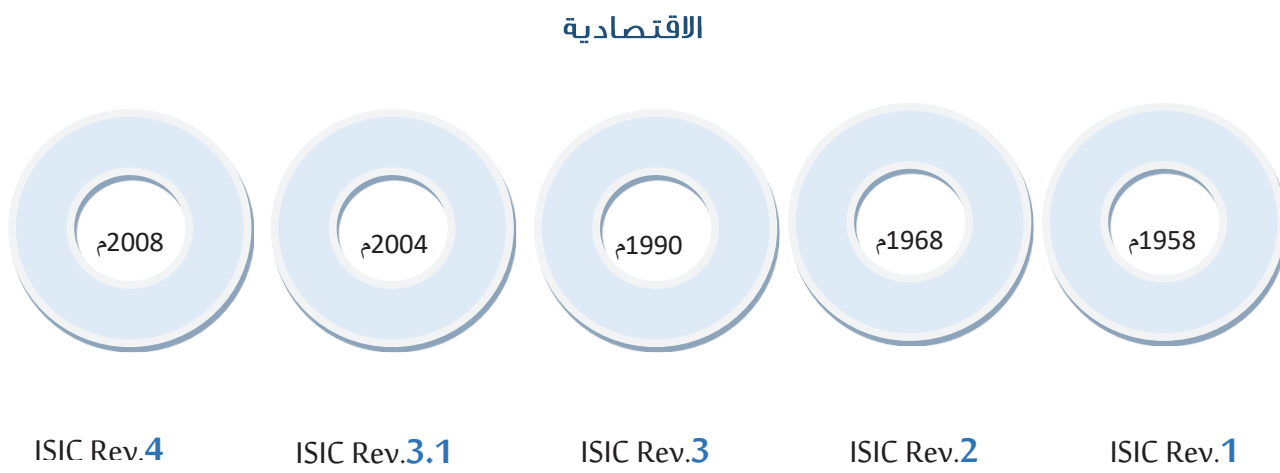 الاقتصادية
1958م
1968م
1990م
2004م
2008م
ISIC Rev.1
ISIC Rev.2
ISIC Rev.3
ISIC Rev.3.1
ISIC Rev.4